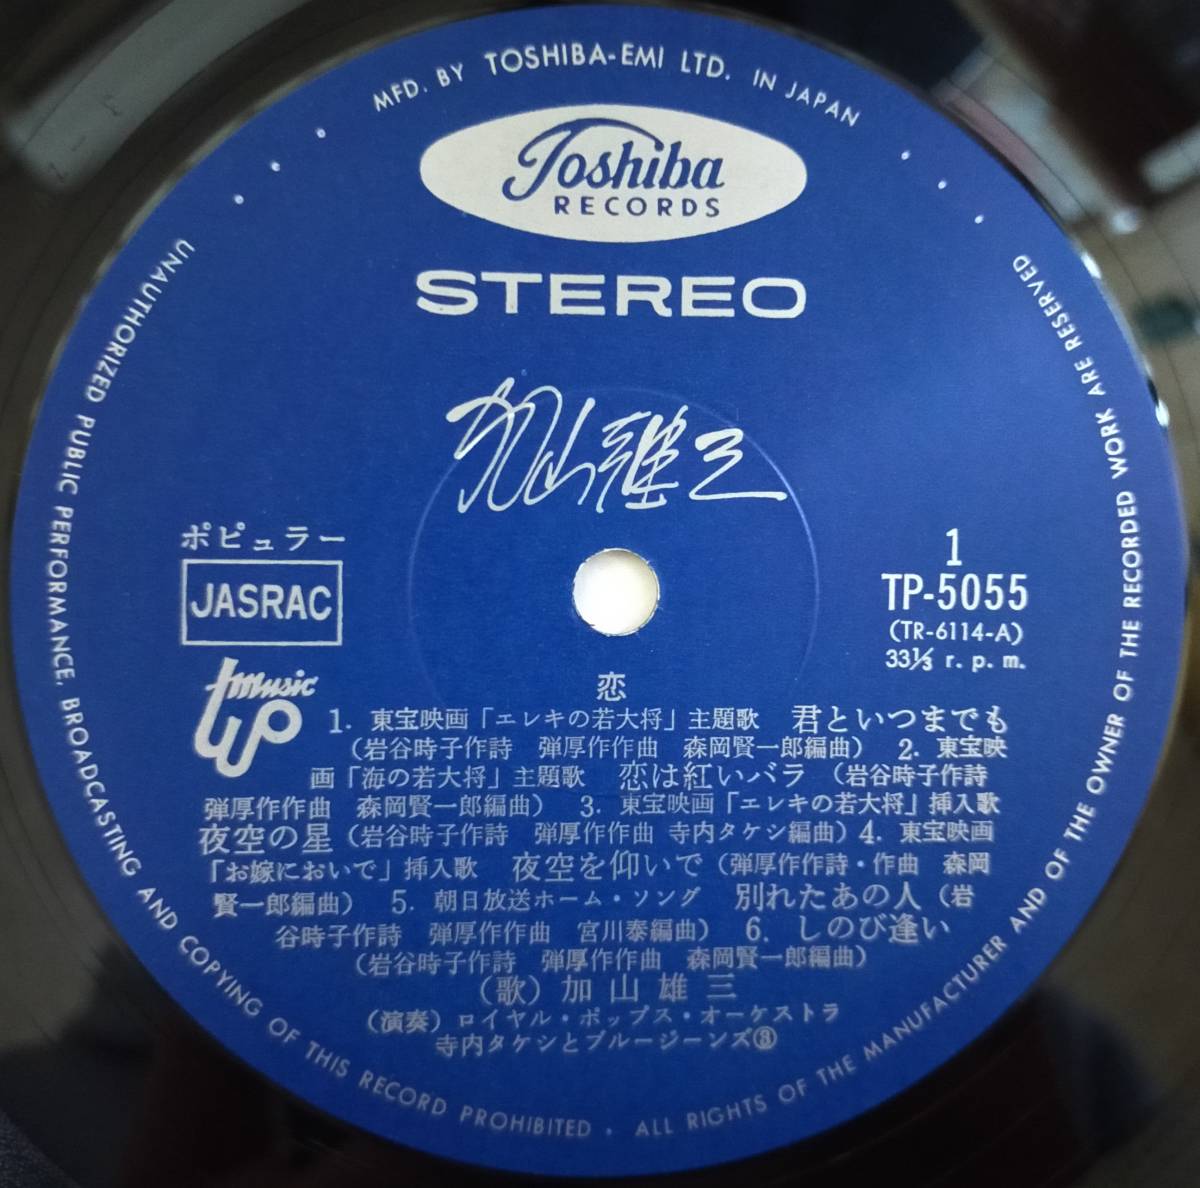 MFD. BY TOSHIBA-EMI LTD. IN JAPAN
Toshiba
RECORDS
STEREO
加山雄三
ポピュラー
JASRAC
music
up
1
TP-5055
(TR-6114-A)
33⅓ r. p. m.
恋
1. 東宝映画「エレキの若大将」主題歌 君といつまでも
(岩谷時子作詩 弾厚作作曲 森岡賢一郎編曲) 2. 東宝映
画「海の若大将」主題歌 恋は紅いバラ (岩谷時子作詩
弾厚作作曲 森岡賢一郎編曲) 3. 東宝映画「エレキの若大将」挿入歌
夜空の星 (岩谷時子作詩 弾厚作作曲 寺内タケシ編曲) 4. 東宝映画
「お嫁においで」挿入歌 夜空を仰いで (弾厚作作詩・作曲 森岡
賢一郎編曲) 5. 朝日放送ホーム・ソング 別れたあの人 (岩
谷時子作詩 弾厚作作曲 宮川泰編曲) 6. しのび逢い
(岩谷時子作詩 弾厚作作曲 森岡賢一郎編曲)
(歌) 加山雄三
(演奏) ロイヤル・ポップス・オーケストラ
寺内タケシとブルージーンズ③
UNAUTHORIZED PUBLIC PERFORMANCE, BROADCASTING AND COPYING OF THIS RECORD PROHIBITED . ALL RIGHTS OF THE MANUFACTURER AND OF THE OWNER OF THE RECORDED WORK ARE RESERVED